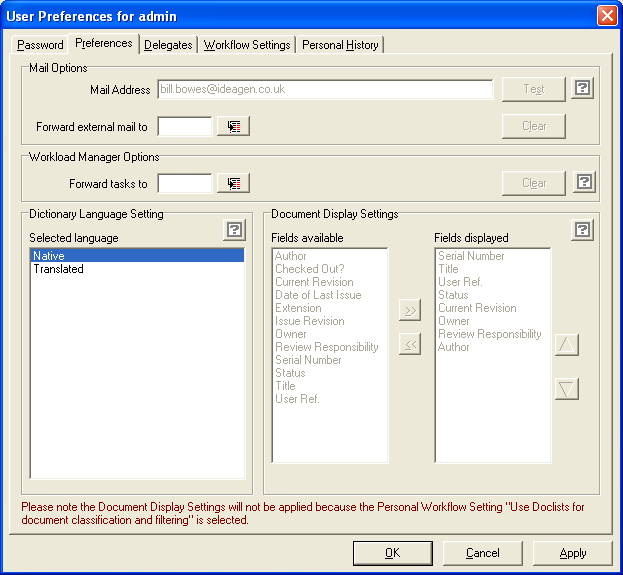 User Preferences for admin
Password Preferences Delegates Workflow Settings Personal History
Mail Options
Mail Address bill.bowes@ideagen.co.uk Test ?
Forward external mail to Clear
Workload Manager Options
Forward tasks to Clear ?
Dictionary Language Setting ?
Selected language
Native
Translated
Document Display Settings ?
Fields available
Author
Checked Out?
Current Revision
Date of Last Issue
Extension
Issue Revision
Owner
Review Responsibility
Serial Number
Status
Title
User Ref.
>>
<<
Fields displayed
Serial Number
Title
User Ref.
Status
Current Revision
Owner
Review Responsibility
Author
Please note the Document Display Settings will not be applied because the Personal Workflow Setting "Use Doclists for
document classification and filtering" is selected.
OK Cancel Apply